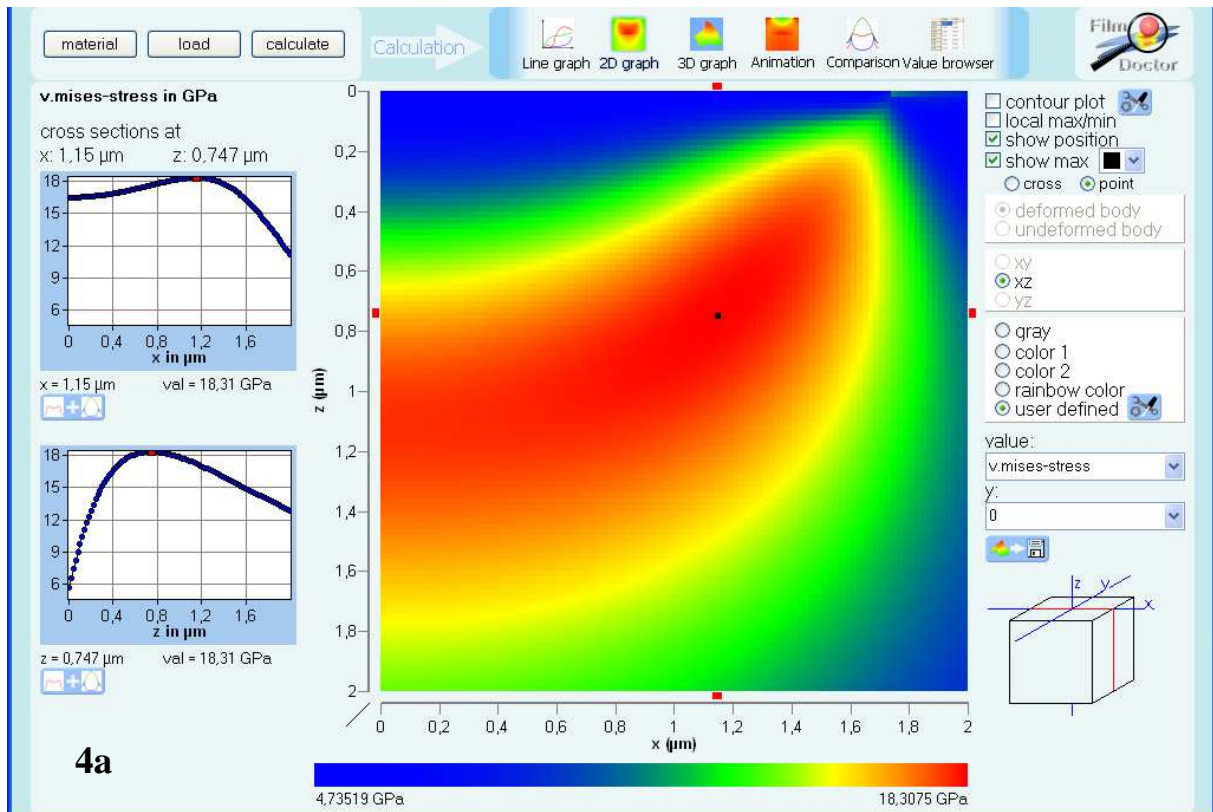 material load calculate Calculation Line graph 2D graph 3D graph Animation Comparison Value browser Film Doctor
v.mises-stress in GPa
cross sections at
x: 1,15 µm z: 0,747 µm
18
15
12
9
6
0 0,4 0,8 1,2 1,6
x in µm
x = 1,15 µm val = 18,31 GPa
18
15
12
9
6
0 0,4 0,8 1,2 1,6
z in µm
z = 0,747 µm val = 18,31 GPa
4a
0
0,2
0,4
0,6
0,8
1
1,2
1,4
1,6
1,8
2
z (µm)
0 0,2 0,4 0,6 0,8 1 1,2 1,4 1,6 1,8 2
x (µm)
4,73519 GPa 18,3075 GPa
contour plot
local max/min
show position
show max
cross point
deformed body
undeformed body
xy
xz
yz
gray
color 1
color 2
rainbow color
user defined
value:
v.mises-stress
y:
0
z y
x